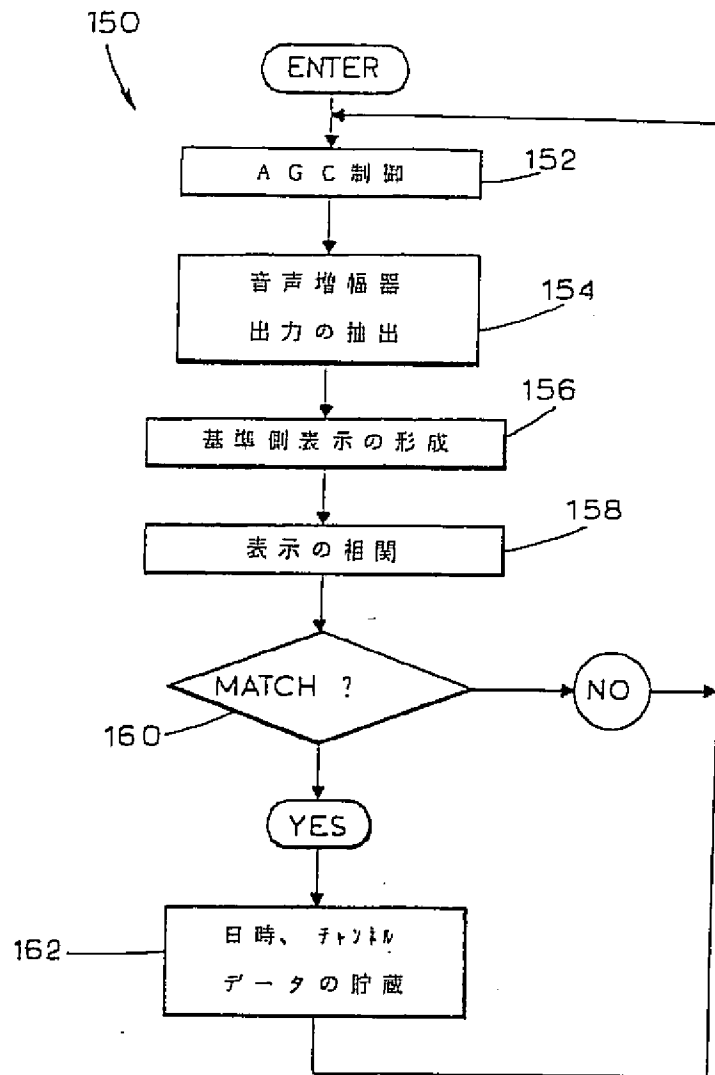 150
ENTER
AGC制御
152
音声増幅器
出力の抽出
154
156
基準側表示の形成
158
表示の相関
MATCH ?
NO
160
YES
162
日時、チャンネル
データの貯蔵